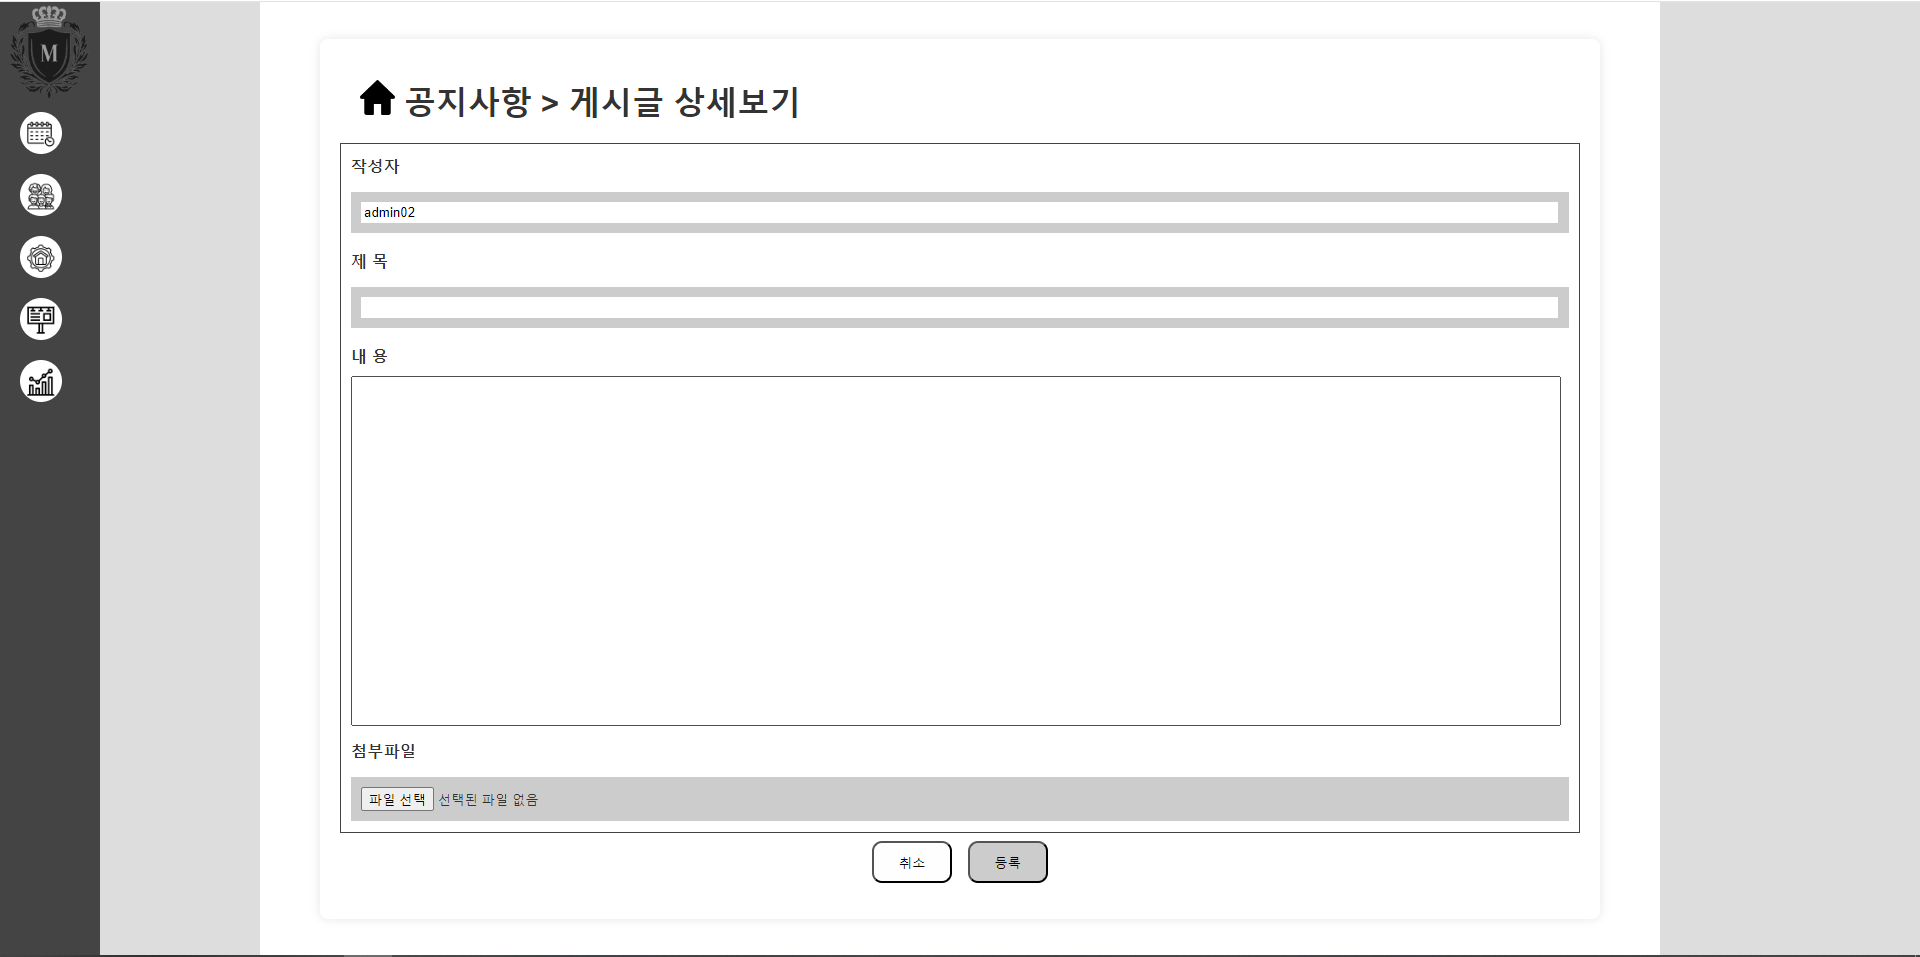 M
공지사항 > 게시글 상세보기
작성자
admin02
제 목
내 용
첨부파일
파일 선택 선택된 파일 없음
취소 등록